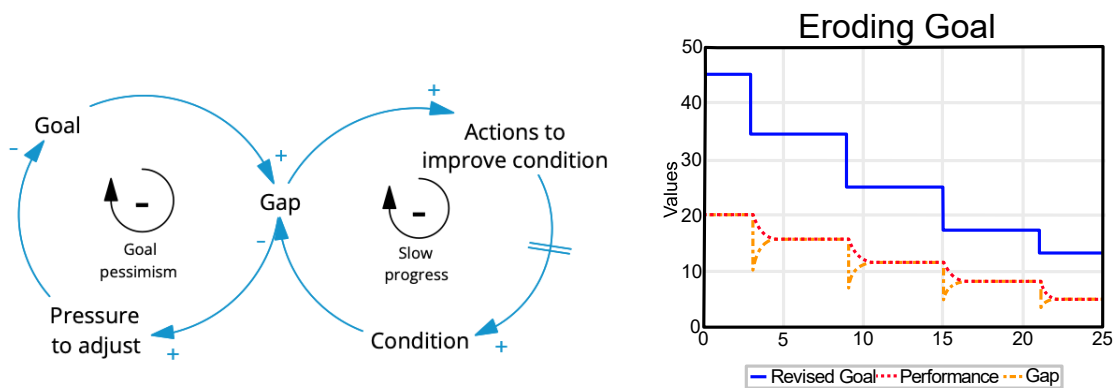 Goal
-
+
+
Actions to
improve condition
Gap
-
-
-
Goal
pessimism
Slow
progress
Pressure
to adjust
+
Condition
+
Eroding Goal
50
40
30
20
10
0
Values
0
5
10
15
20
25
Revised Goal
Performance
Gap